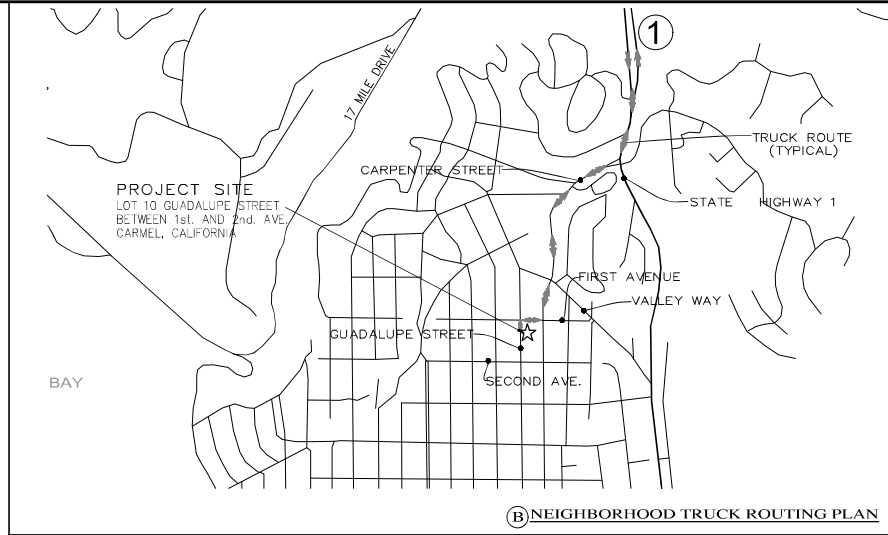 1
17 MILE DRIVE
TRUCK ROUTE
(TYPICAL)
CARPENTER STREET
PROJECT SITE
LOT 10 GUADALUPE STREET
BETWEEN 1st. AND 2nd. AVE.
CARMEL, CALIFORNIA
STATE HIGHWAY 1
FIRST AVENUE
VALLEY WAY
GUADALUPE STREET
SECOND AVE.
BAY
B NEIGHBORHOOD TRUCK ROUTING PLAN